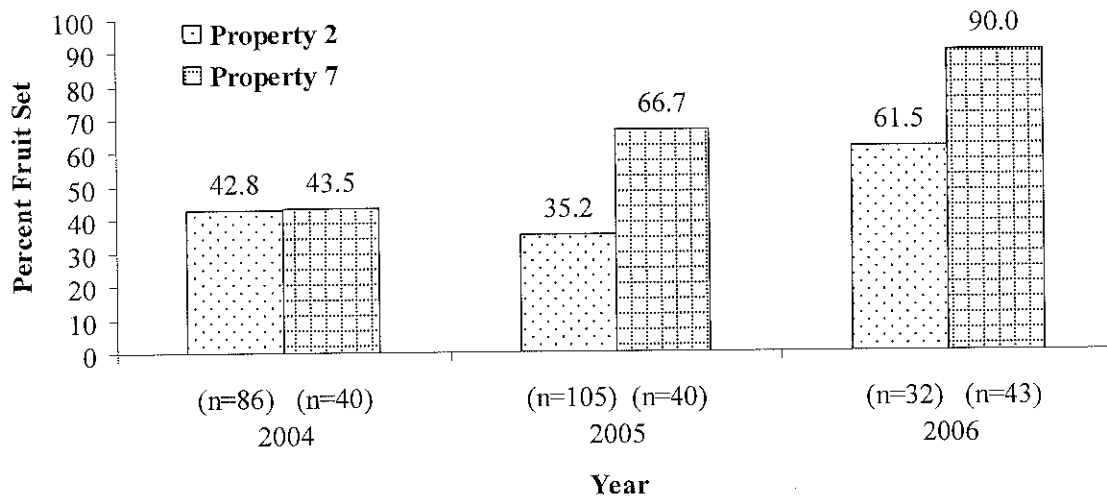 Percent Fruit Set
100
90
80
70
60
50
40
30
20
10
0
Property 2
Property 7
42.8
43.5
35.2
66.7
61.5
90.0
(n=86) (n=40)
(n=105) (n=40)
(n=32) (n=43)
2004
2005
2006
Year